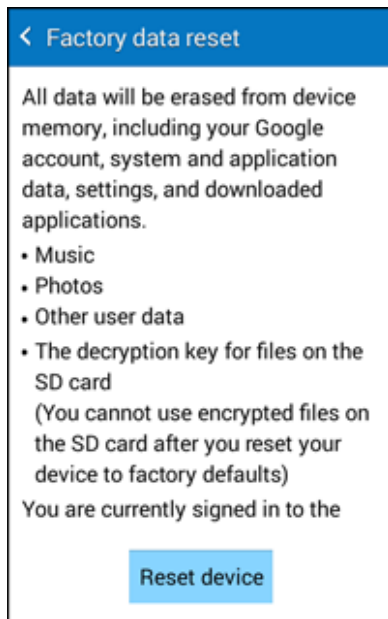 Factory data reset
All data will be erased from device
memory, including your Google
account, system and application
data, settings, and downloaded
applications.
• Music
• Photos
• Other user data
• The decryption key for files on the
SD card
(You cannot use encrypted files on
the SD card after you reset your
device to factory defaults)
You are currently signed in to the
Reset device